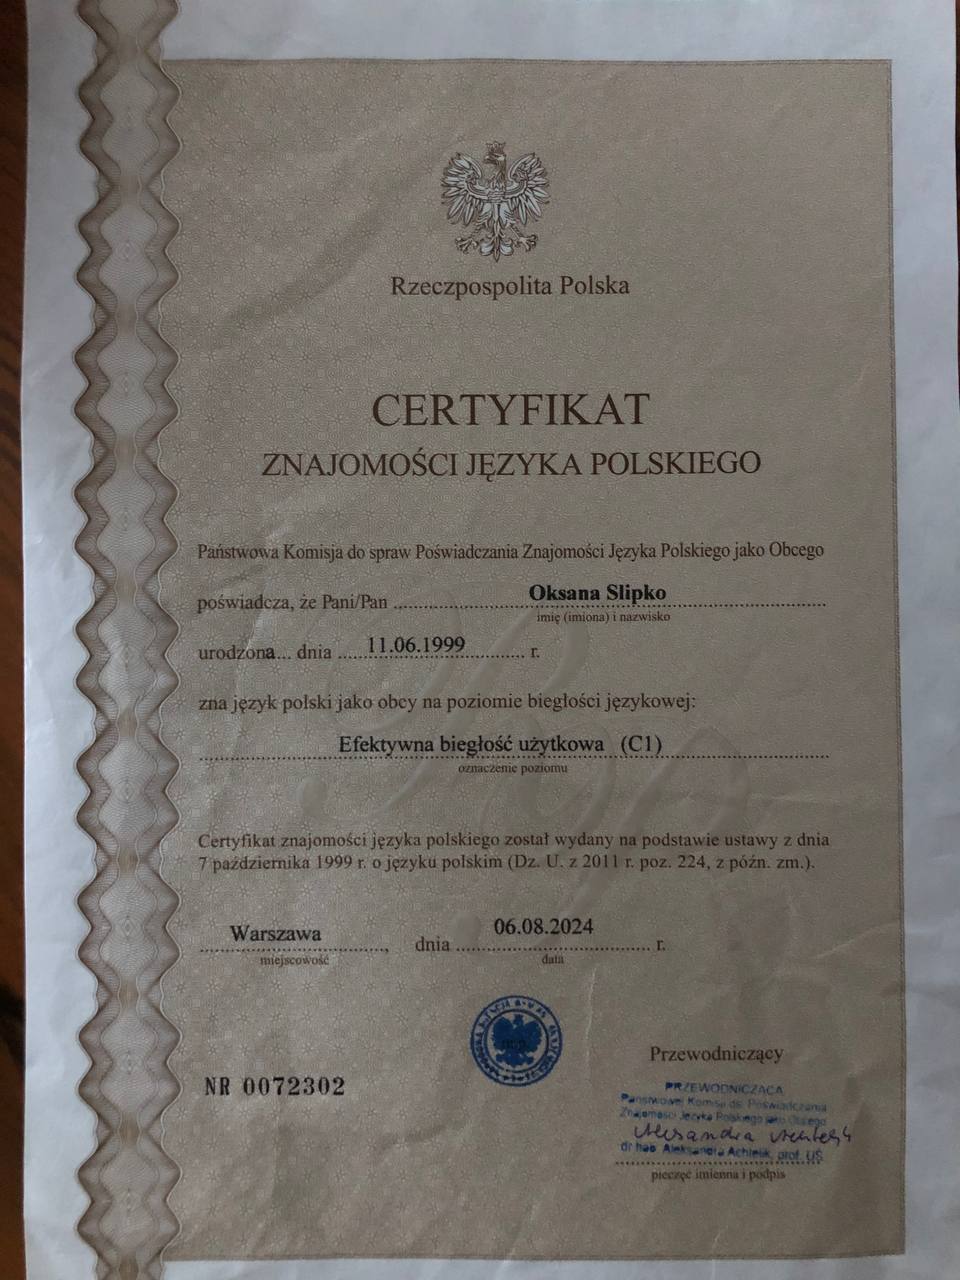 Rzeczpospolita Polska
CERTYFIKAT
ZNAJOMOŚCI JĘZYKA POLSKIEGO
Państwowa Komisja do spraw Poświadczania Znajomości Języka Polskiego jako Obcego
poświadcza, że Pani/Pan Oksana Slipko
imię (imiona) i nazwisko
urodzona... dnia 11.06.1999 r.
zna język polski jako obcy na poziomie biegłości językowej:
Efektywna biegłość użytkowa (C1)
oznaczenie poziomu
Certyfikat znajomości języka polskiego został wydany na podstawie ustawy z dnia
7 października 1999 r. o języku polskim (Dz. U. z 2011 r. poz. 224, z późn. zm.).
Warszawa, dnia 06.08.2024 r.
miejscowość data
Przewodniczący
NR 0072302
PRZEWODNICZĄCA
Państwowej Komisji ds. Poświadczania
Znajomości Języka Polskiego jako Obcego
dr hab. Aleksandra Achtelik, prof. UŚ
pieczęć imienna i podpis